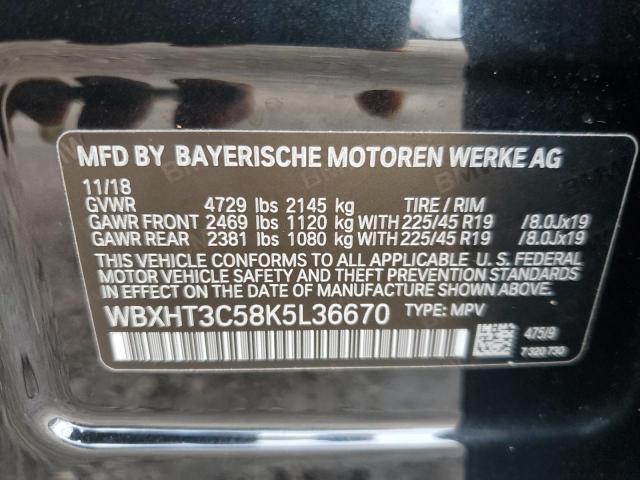 MFD BY BAYERISCHE MOTOREN WERKE AG
11/18
GVWR 4729 lbs 2145 kg TIRE / RIM
GAWR FRONT 2469 lbs 1120 kg WITH 225/45 R19 /8.0Jx19
GAWR REAR 2381 lbs 1080 kg WITH 225/45 R19 /8.0Jx19
THIS VEHICLE CONFORMS TO ALL APPLICABLE U. S. FEDERAL
MOTOR VEHICLE SAFETY AND THEFT PREVENTION STANDARDS
IN EFFECT ON THE DATE OF MANUFACTURE SHOWN ABOVE.
WBXHT3C58K5L36670 TYPE: MPV
475/9
7 320 730